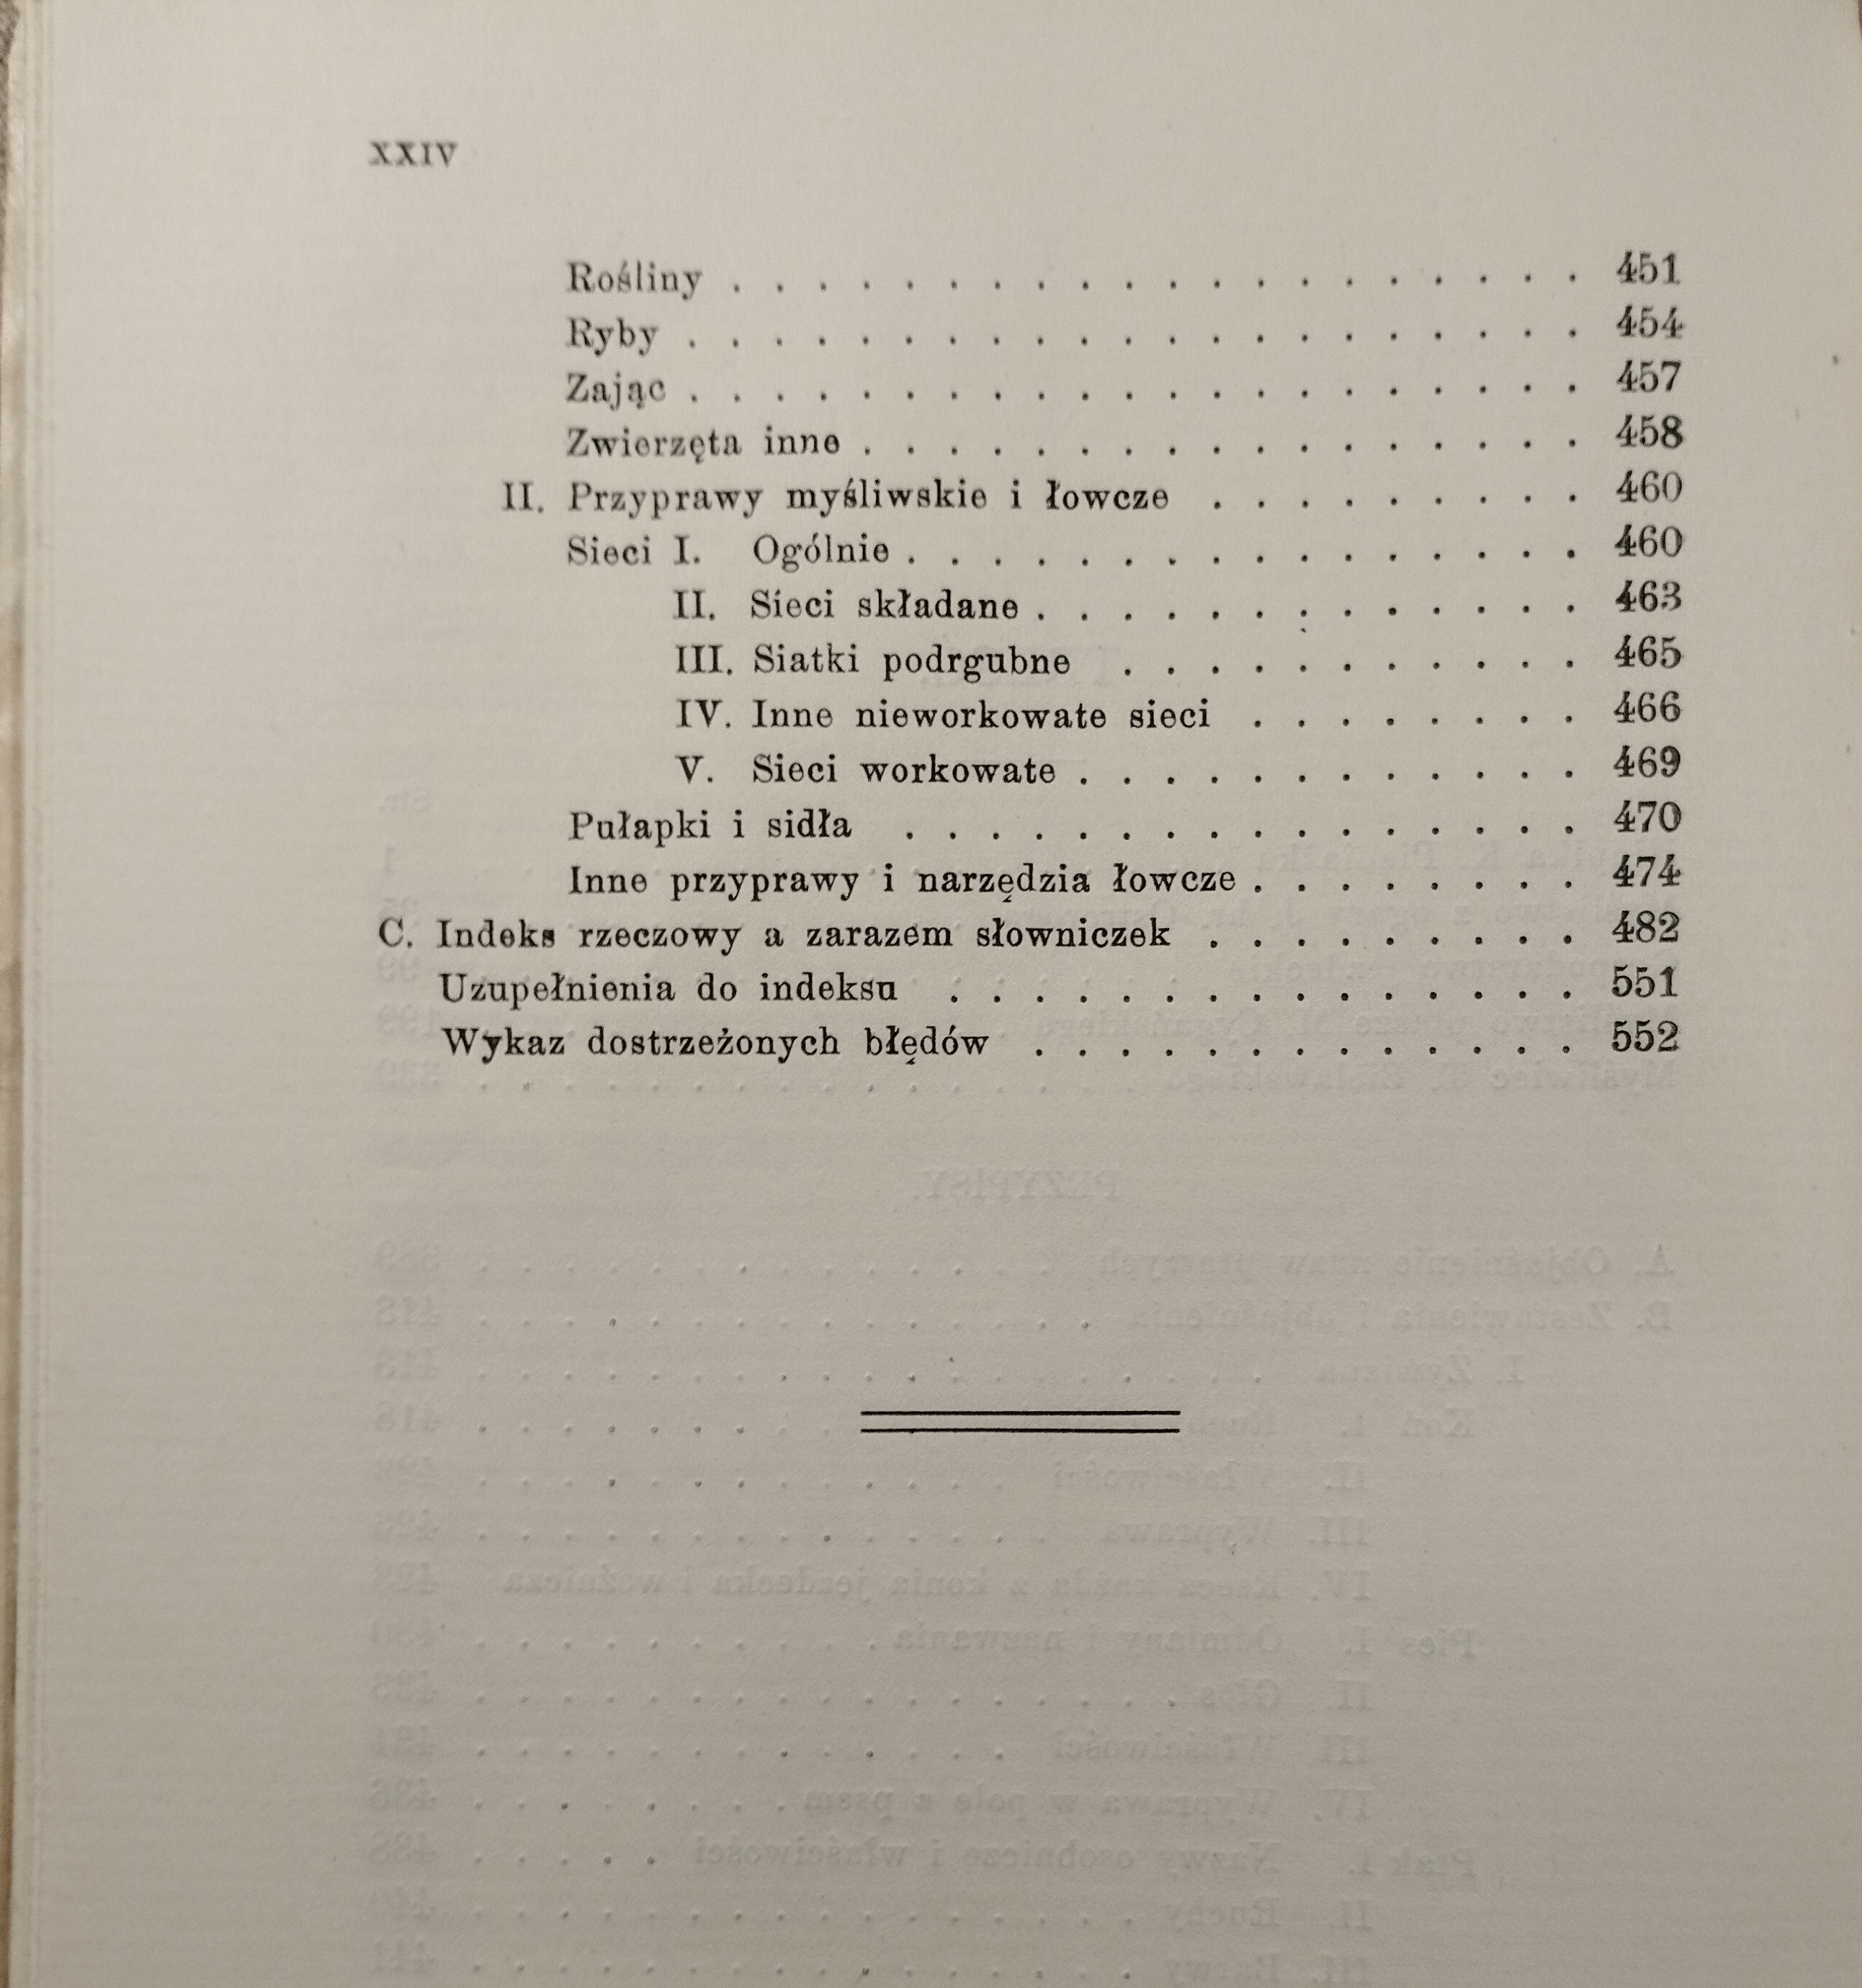 XXIV
Rośliny . . . . . . . . . . . . . . . . . . . . 451
Ryby . . . . . . . . . . . . . . . . . . . . . 454
Zając . . . . . . . . . . . . . . . . . . . . . 457
Zwierzęta inne . . . . . . . . . . . . . . . . . 458
II. Przyprawy myśliwskie i łowcze . . . . . . . . . 460
Sieci I. Ogólnie . . . . . . . . . . . . . . . . 460
II. Sieci składane . . . . . . . . . . . . . 463
III. Siatki podrgubne . . . . . . . . . . . 465
IV. Inne nieworkowate sieci . . . . . . . . 466
V. Sieci workowate . . . . . . . . . . . . 469
Pułapki i sidła . . . . . . . . . . . . . . . . 470
Inne przyprawy i narzędzia łowcze . . . . . . . . 474
C. Indeks rzeczowy a zarazem słowniczek . . . . . . . . . 482
Uzupełnienia do indeksu . . . . . . . . . . . . . . . 551
Wykaz dostrzeżonych błędów . . . . . . . . . . . . . 552